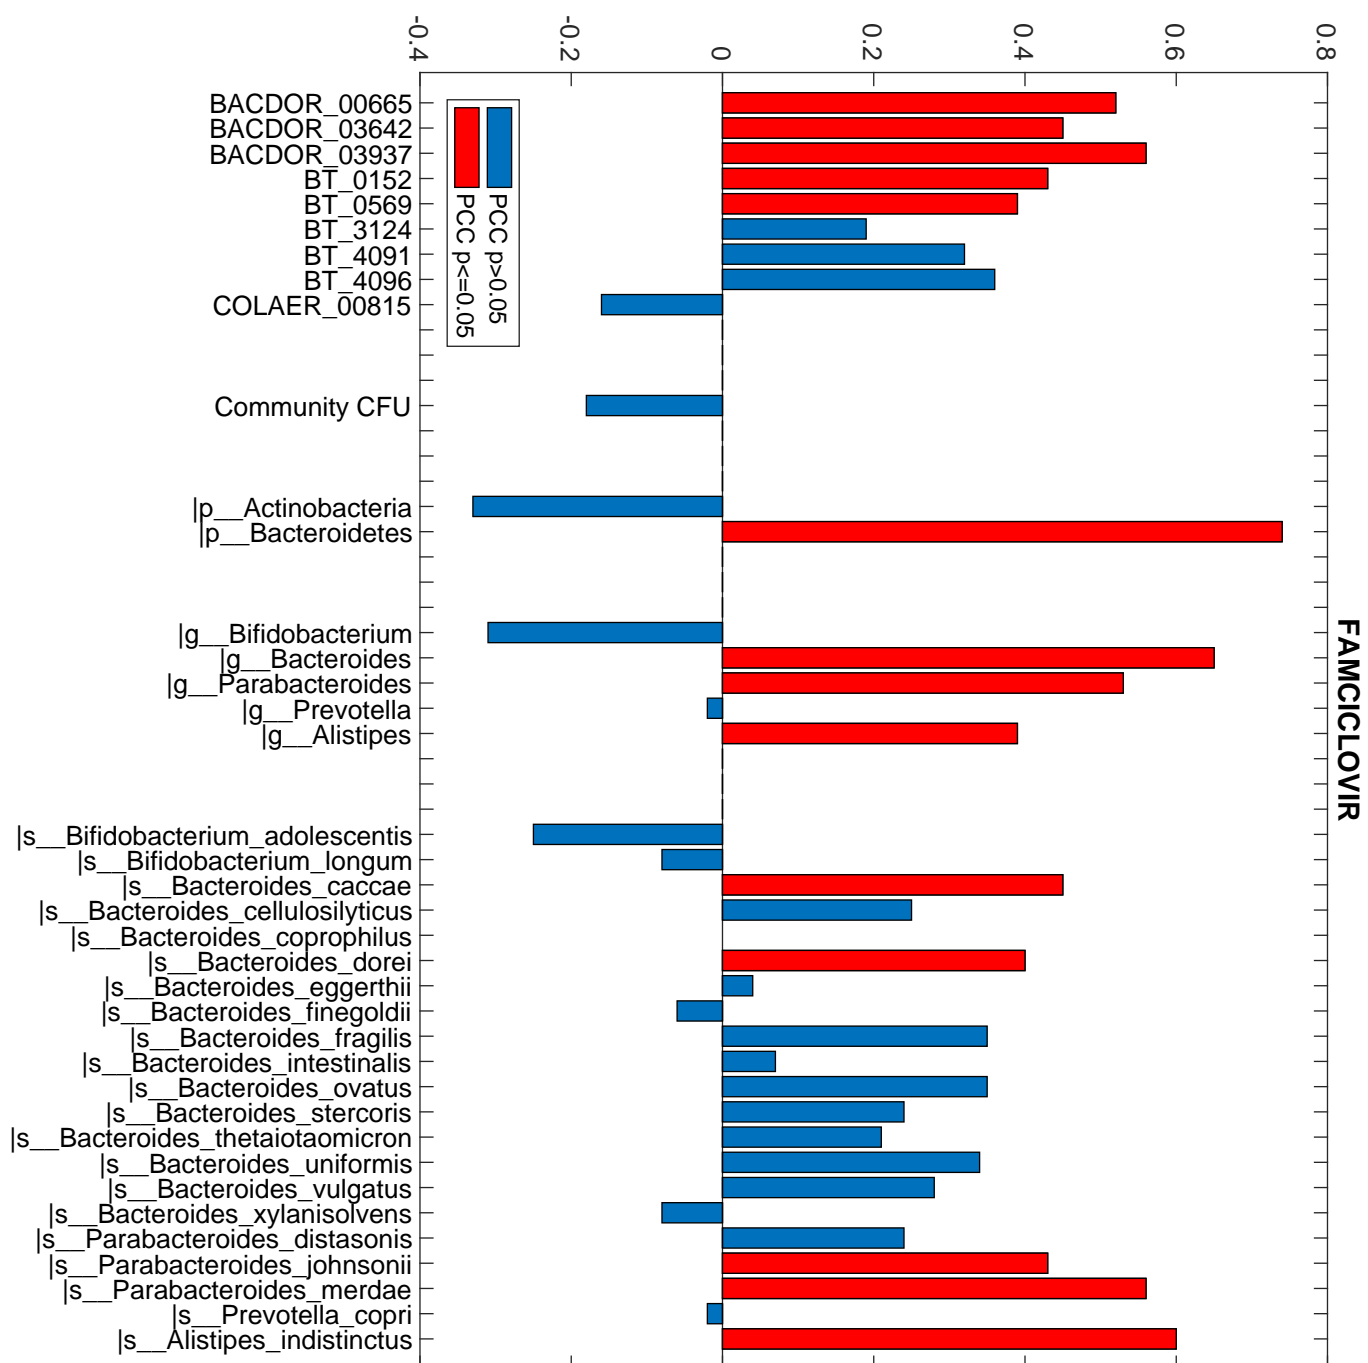 -0.4
-0.2
0
0.2
0.4
0.6
0.8
FAMCICLOVIR
PCC p>0.05
PCC p<=0.05
BACDOR_00665
BACDOR_03642
BACDOR_03937
BT_0152
BT_0569
BT_3124
BT_4091
BT_4096
COLAER_00815
Community CFU
|p__Actinobacteria
|p__Bacteroidetes
|g__Bifidobacterium
|g__Bacteroides
|g__Parabacteroides
|g__Prevotella
|g__Alistipes
|s__Bifidobacterium_adolescentis
|s__Bifidobacterium_longum
|s__Bacteroides_caccae
|s__Bacteroides_cellulosilyticus
|s__Bacteroides_coprophilus
|s__Bacteroides_dorei
|s__Bacteroides_eggerthii
|s__Bacteroides_finegoldii
|s__Bacteroides_fragilis
|s__Bacteroides_intestinalis
|s__Bacteroides_ovatus
|s__Bacteroides_stercoris
|s__Bacteroides_thetaiotaomicron
|s__Bacteroides_uniformis
|s__Bacteroides_vulgatus
|s__Bacteroides_xylanisolvens
|s__Parabacteroides_distasonis
|s__Parabacteroides_johnsonii
|s__Parabacteroides_merdae
|s__Prevotella_copri
|s__Alistipes_indistinctus